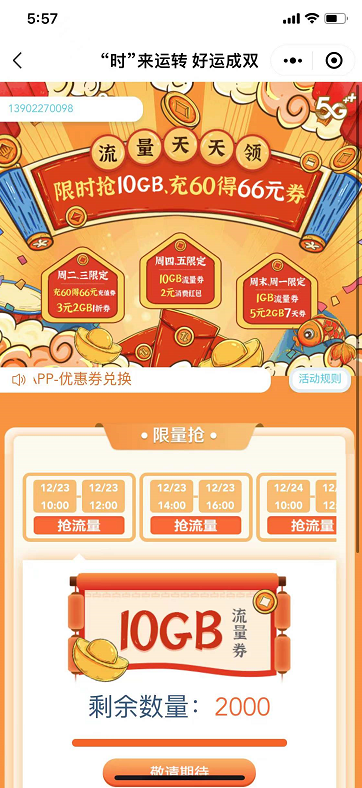 5:57
“时”来运转 好运成双
13902270098
5G++
流量天天领
限时抢10GB,充60得66元券
周二.三限定
充60得66元充值券
3元2GB1折券
周四.五限定
10GB流量券
2元消费红包
周末.周一限定
1GB流量券
5元2GB7天券
APP-优惠券兑换
活动规则
限量抢
12/23 10:00 - 12/23 12:00
抢流量
12/23 14:00 - 12/23 16:00
抢流量
12/24 10:00 - 12/2 12:0
抢流量
10GB
流量券
剩余数量：2000
敬请期待